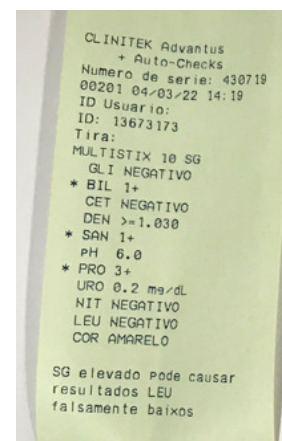 CLINITEK Advantus
+ Auto-Checks
Numero de serie: 430719
00201 04/03/22 14:19
ID Usuario:
ID: 13673173
Tira:
MULTISTIX 10 SG
GLI NEGATIVO
* BIL 1+
CET NEGATIVO
DEN >=1.030
* SAN 1+
PH 6.0
* PRO 3+
URO 0.2 mg/dL
NIT NEGATIVO
LEU NEGATIVO
COR AMARELO
SG elevado Pode causar
resultados LEU
falsamente baixos